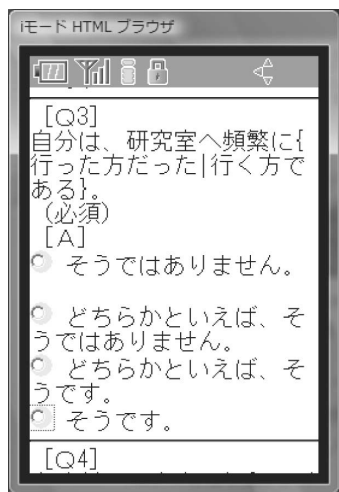 iモード HTML ブラウザ
[Q3]
自分は、研究室へ頻繁に{
行った方だった|行く方で
ある}。
(必須)
[A]
そうではありません。
どちらかといえば、そ
うではありません。
どちらかといえば、そ
うです。
そうです。
[Q4]